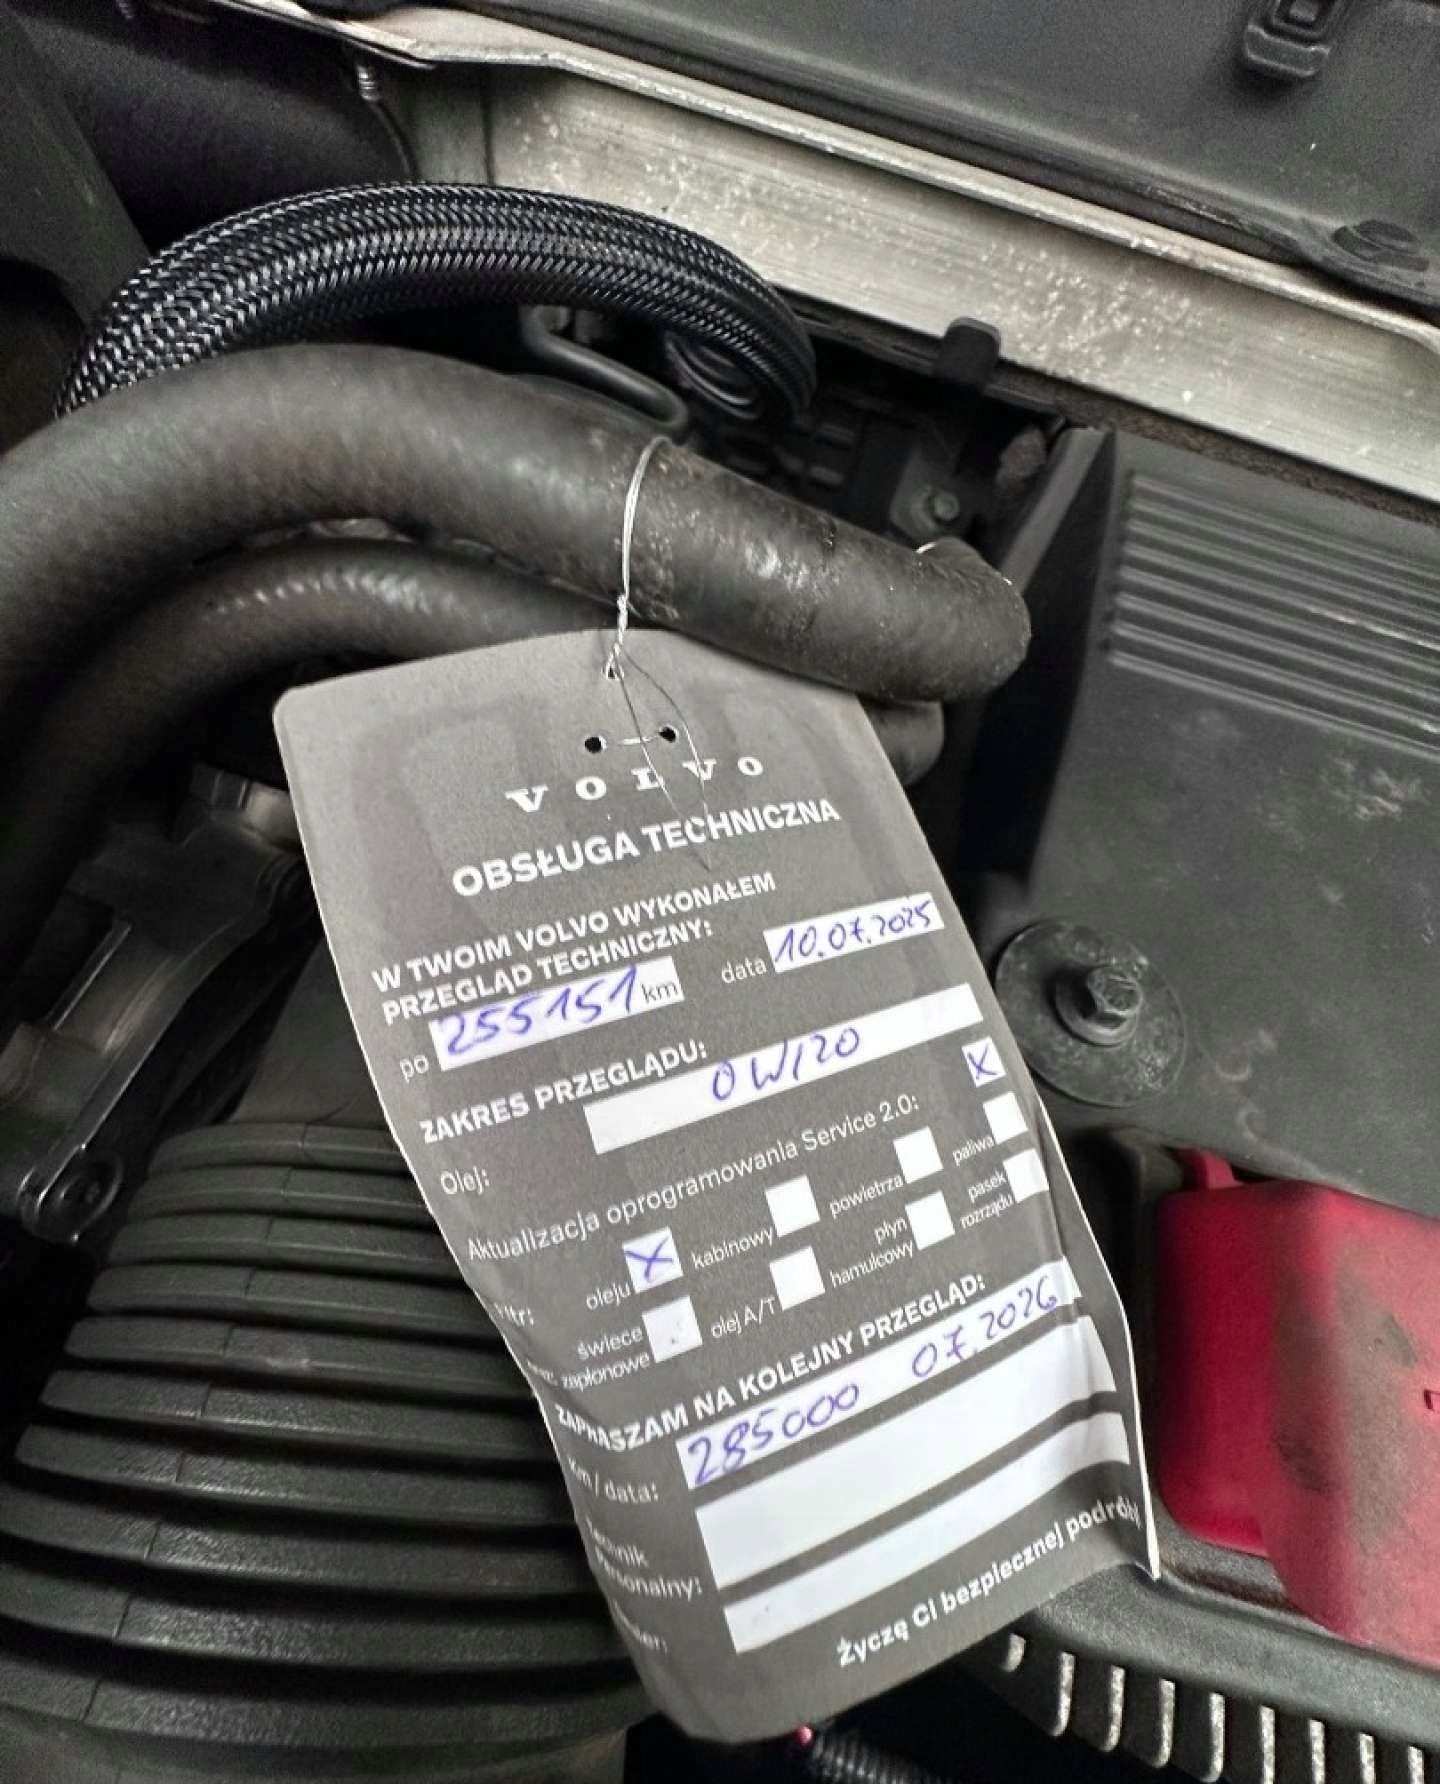 VOLVO
OBSŁUGA TECHNICZNA
W TWOIM VOLVO WYKONAŁEM
PRZEGLĄD TECHNICZNY:
po 255151 km data 10.07.2025
ZAKRES PRZEGLĄDU:
Olej: 0W/20
Aktualizacja oprogramowania Service 2.0: X
oleju X kabinowy powietrza paliwa
świece zapłonowe olej A/T płyn hamulcowy pasek rozrządu
ZAPRASZAM NA KOLEJNY PRZEGLĄD:
km / data: 285000 07.2026
Personalny:
Życzę Ci bezpiecznej